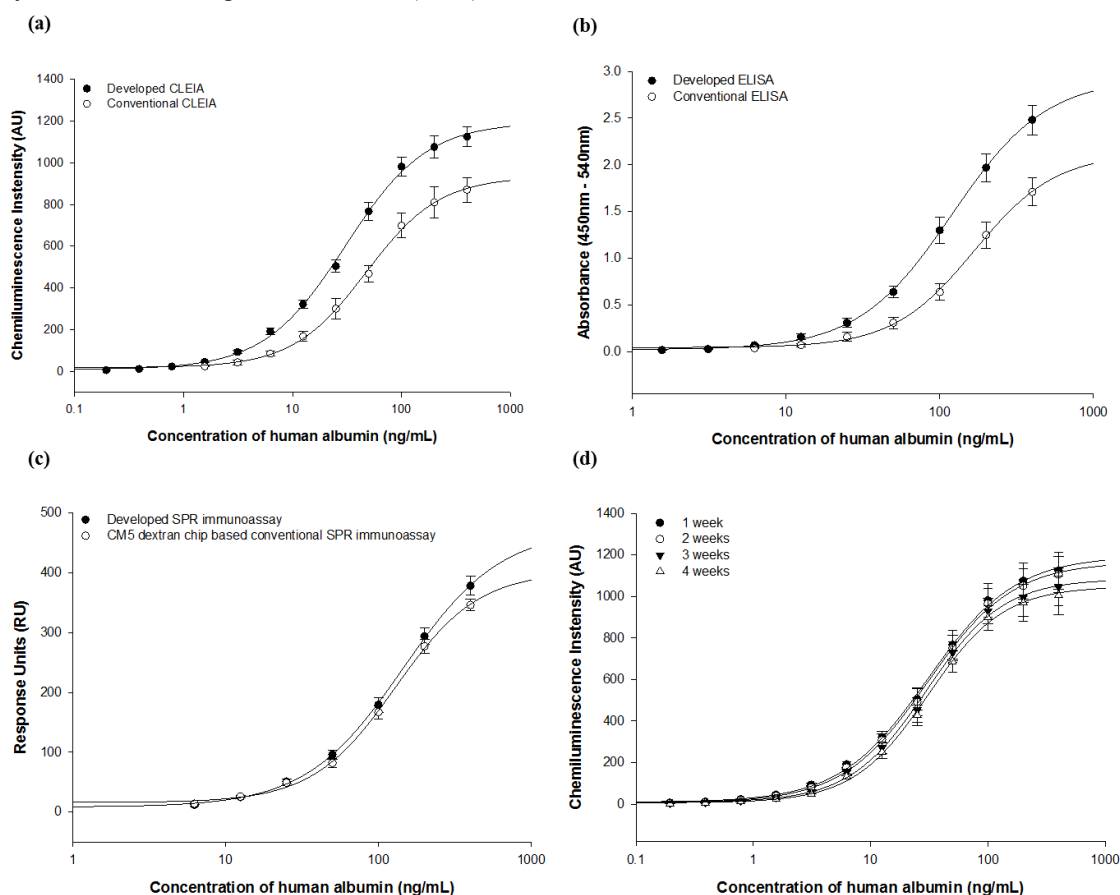 (a)
(b)
1400
1200
1000
800
600
400
200
0
Chemiluminescence Instensity (AU)
Developed CLEIA
Conventional CLEIA
0.1
1
10
100
1000
Concentration of human albumin (ng/mL)
3.0
2.5
2.0
1.5
1.0
0.5
0.0
Absorbance (450nm - 540nm)
Developed ELISA
Conventional ELISA
1
10
100
1000
Concentration of human albumin (ng/mL)
(c)
(d)
500
400
300
200
100
0
Response Units (RU)
Developed SPR immunoassay
CM5 dextran chip based conventional SPR immunoassay
1
10
100
1000
Concentration of human albumin (ng/mL)
1400
1200
1000
800
600
400
200
0
Chemiluminescence Instensity (AU)
1 week
2 weeks
3 weeks
4 weeks
0.1
1
10
100
1000
Concentration of human albumin (ng/mL)